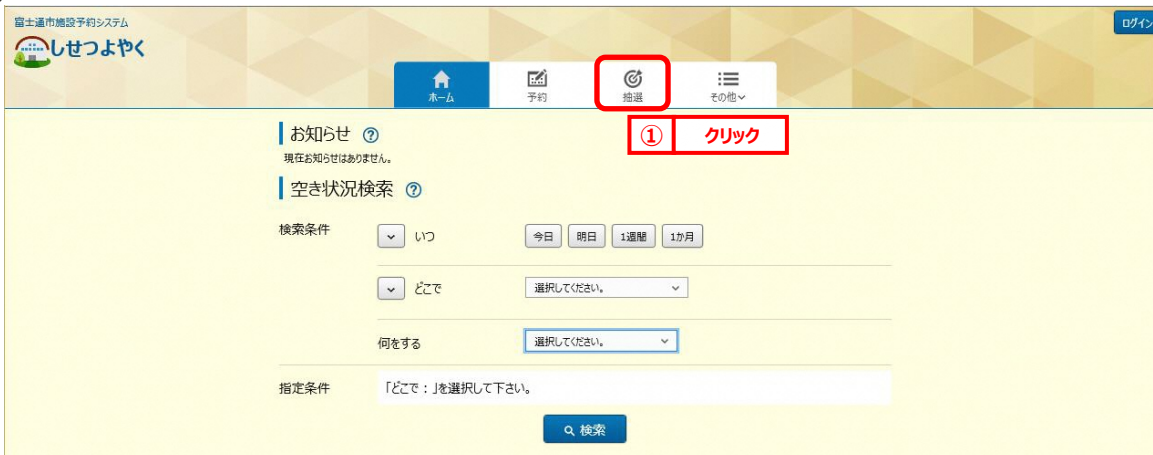 富士通市施設予約システム
しせつよやく
ログイン
ホーム
予約
抽選
その他
① クリック
お知らせ ?
現在お知らせはありません。
空き状況検索 ?
検索条件
いつ
今日 明日 1週間 1か月
どこで
選択してください。
何をする
選択してください。
指定条件
「どこで：」を選択して下さい。
検索